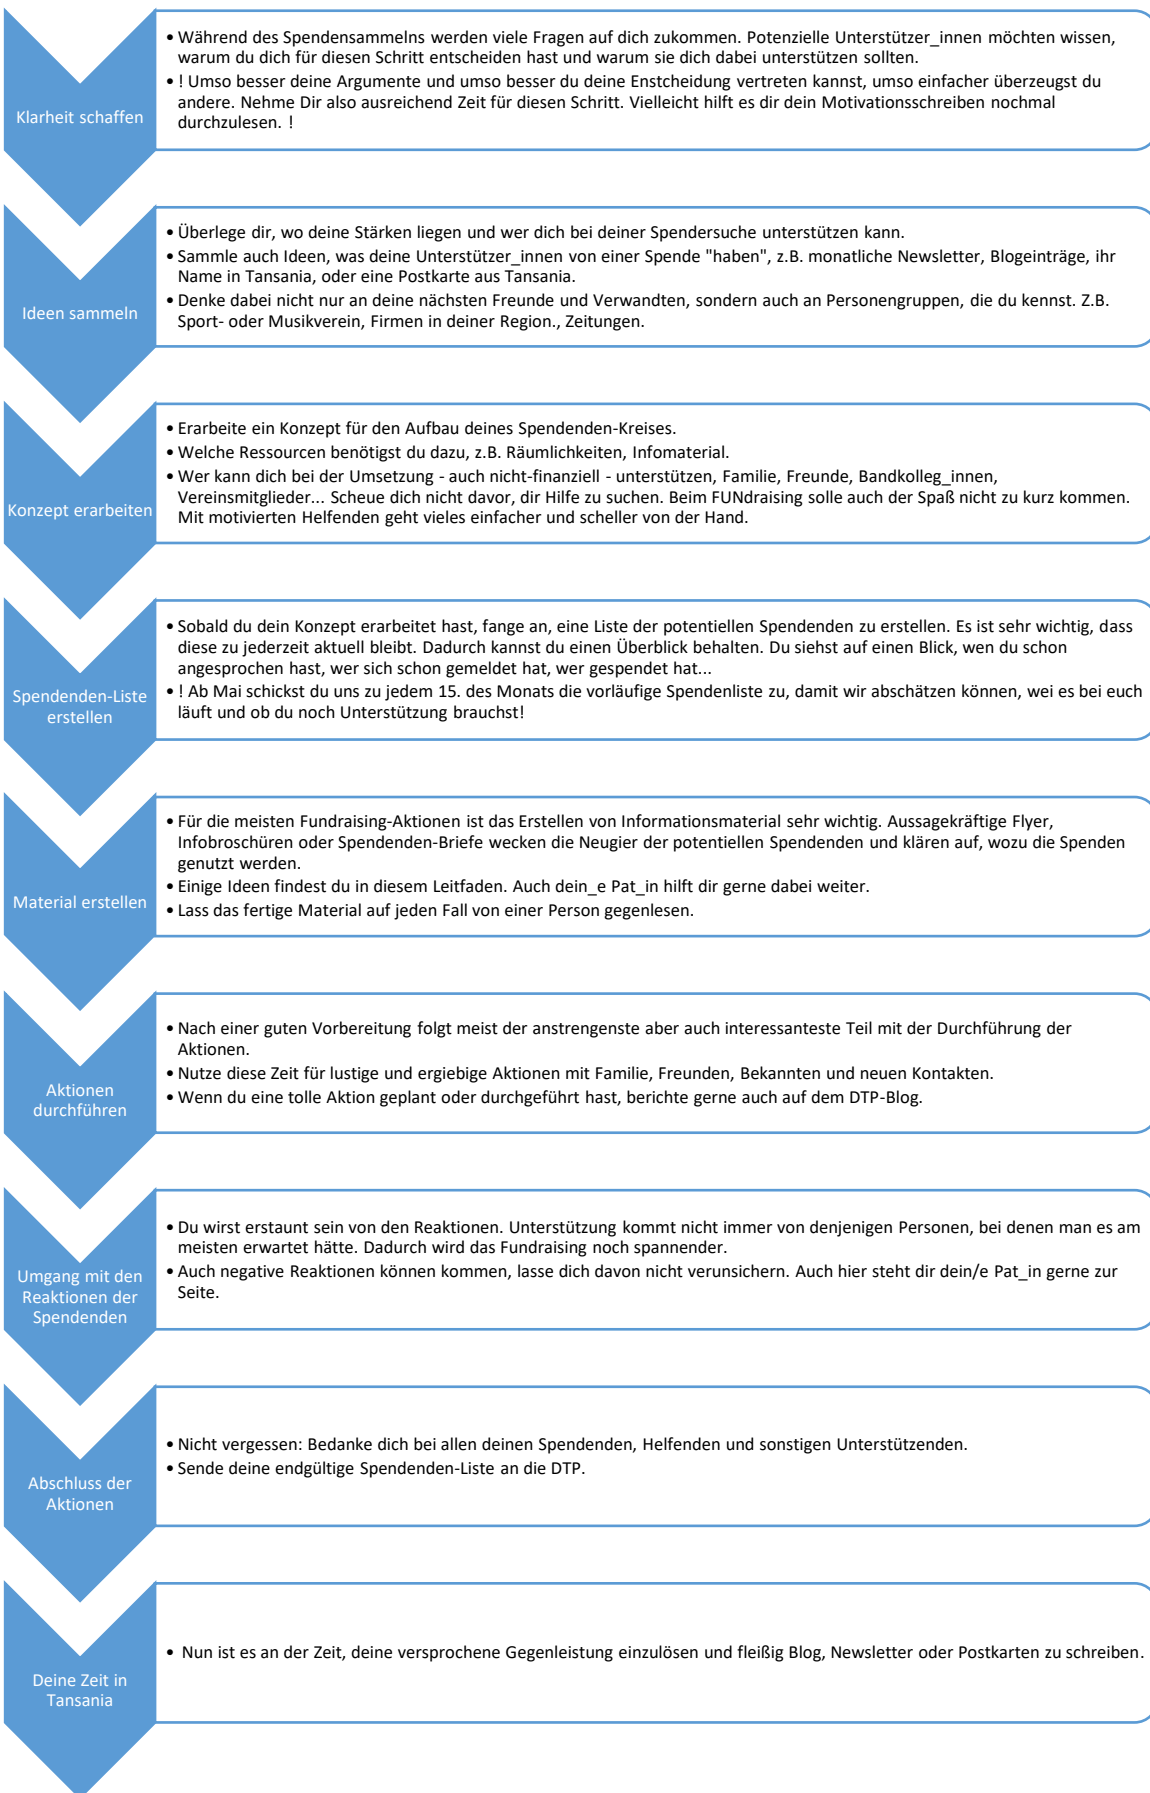 Klarheit schaffen
• Während des Spendensammelns werden viele Fragen auf dich zukommen. Potenzielle Unterstützer_innen möchten wissen,
warum du dich für diesen Schritt entscheiden hast und warum sie dich dabei unterstützen sollten.
• ! Umso besser deine Argumente und umso besser du deine Enstcheidung vertreten kannst, umso einfacher überzeugst du
andere. Nehme Dir also ausreichend Zeit für diesen Schritt. Vielleicht hilft es dir dein Motivationsschreiben nochmal
durchzulesen. !
Ideen sammeln
• Überlege dir, wo deine Stärken liegen und wer dich bei deiner Spendersuche unterstützen kann.
• Sammle auch Ideen, was deine Unterstützer_innen von einer Spende "haben", z.B. monatliche Newsletter, Blogeinträge, ihr
Name in Tansania, oder eine Postkarte aus Tansania.
• Denke dabei nicht nur an deine nächsten Freunde und Verwandten, sondern auch an Personengruppen, die du kennst. Z.B.
Sport- oder Musikverein, Firmen in deiner Region., Zeitungen.
Konzept erarbeiten
• Erarbeite ein Konzept für den Aufbau deines Spendenden-Kreises.
• Welche Ressourcen benötigst du dazu, z.B. Räumlichkeiten, Infomaterial.
• Wer kann dich bei der Umsetzung - auch nicht-finanziell - unterstützen, Familie, Freunde, Bandkolleg_innen,
Vereinsmitglieder... Scheue dich nicht davor, dir Hilfe zu suchen. Beim FUNdraising solle auch der Spaß nicht zu kurz kommen.
Mit motivierten Helfenden geht vieles einfacher und scheller von der Hand.
Spendenden-Liste
erstellen
• Sobald du dein Konzept erarbeitet hast, fange an, eine Liste der potentiellen Spendenden zu erstellen. Es ist sehr wichtig, dass
diese zu jederzeit aktuell bleibt. Dadurch kannst du einen Überblick behalten. Du siehst auf einen Blick, wen du schon
angesprochen hast, wer sich schon gemeldet hat, wer gespendet hat...
• ! Ab Mai schickst du uns zu jedem 15. des Monats die vorläufige Spendenliste zu, damit wir abschätzen können, wei es bei euch
läuft und ob du noch Unterstützung brauchst!
Material erstellen
• Für die meisten Fundraising-Aktionen ist das Erstellen von Informationsmaterial sehr wichtig. Aussagekräftige Flyer,
Infobroschüren oder Spendenden-Briefe wecken die Neugier der potentiellen Spendenden und klären auf, wozu die Spenden
genutzt werden.
• Einige Ideen findest du in diesem Leitfaden. Auch dein_e Pat_in hilft dir gerne dabei weiter.
• Lass das fertige Material auf jeden Fall von einer Person gegenlesen.
Aktionen
durchführen
• Nach einer guten Vorbereitung folgt meist der anstrengenste aber auch interessanteste Teil mit der Durchführung der
Aktionen.
• Nutze diese Zeit für lustige und ergiebige Aktionen mit Familie, Freunden, Bekannten und neuen Kontakten.
• Wenn du eine tolle Aktion geplant oder durchgeführt hast, berichte gerne auch auf dem DTP-Blog.
Umgang mit den
Reaktionen der
Spendenden
• Du wirst erstaunt sein von den Reaktionen. Unterstützung kommt nicht immer von denjenigen Personen, bei denen man es am
meisten erwartet hätte. Dadurch wird das Fundraising noch spannender.
• Auch negative Reaktionen können kommen, lasse dich davon nicht verunsichern. Auch hier steht dir dein/e Pat_in gerne zur
Seite.
Abschluss der
Aktionen
• Nicht vergessen: Bedanke dich bei allen deinen Spendenden, Helfenden und sonstigen Unterstützenden.
• Sende deine endgültige Spendenden-Liste an die DTP.
Deine Zeit in
Tansania
• Nun ist es an der Zeit, deine versprochene Gegenleistung einzulösen und fleißig Blog, Newsletter oder Postkarten zu schreiben.